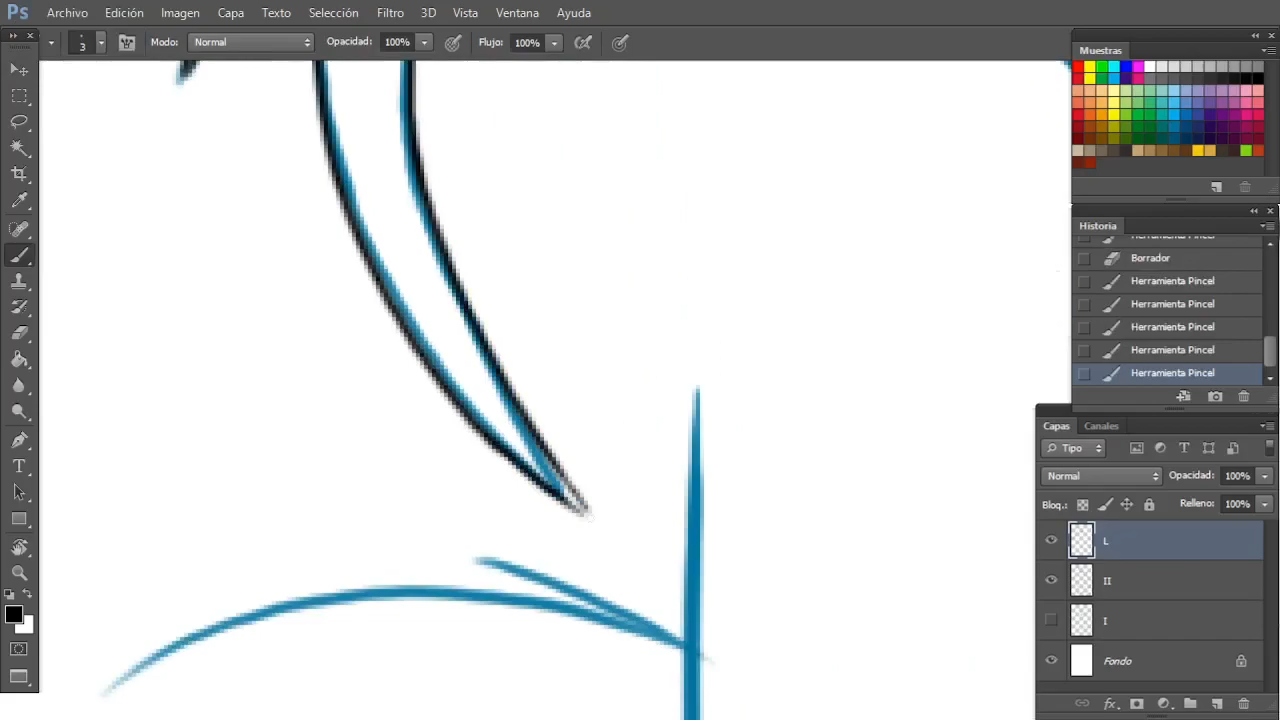 Ps Archivo Edición Imagen Capa Texto Selección Filtro 3D Vista Ventana Ayuda
3 Modo: Normal Opacidad: 100% Flujo: 100%
Muestras
Historia
Herramienta Pincel
Borrador
Herramienta Pincel
Herramienta Pincel
Herramienta Pincel
Herramienta Pincel
Herramienta Pincel
Capas Canales
Tipo
Normal Opacidad: 100%
Bloq.: Relleno: 100%
L
II
I
Fondo